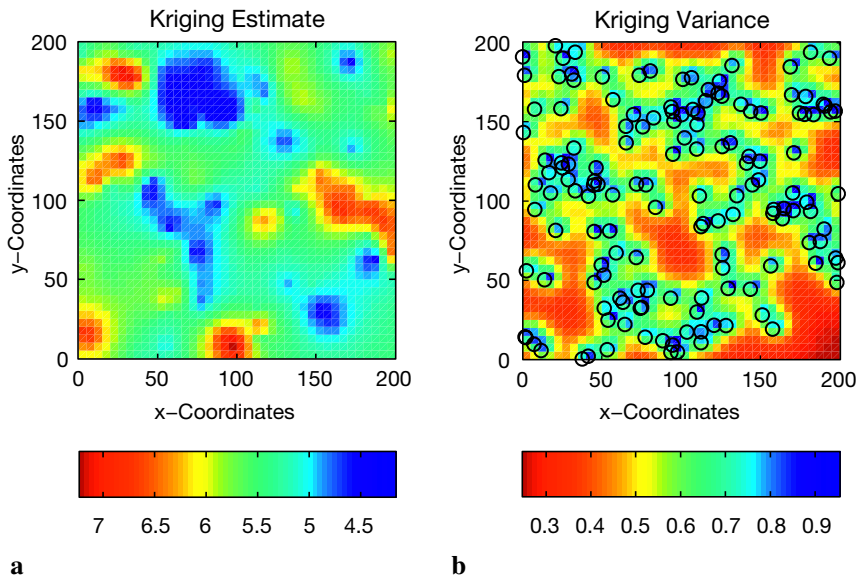 Kriging Estimate
200
150
100
50
0
y−Coordinates
0 50 100 150 200
x−Coordinates
7 6.5 6 5.5 5 4.5
a
Kriging Variance
200
150
100
50
0
y−Coordinates
0 50 100 150 200
x−Coordinates
0.3 0.4 0.5 0.6 0.7 0.8 0.9
b